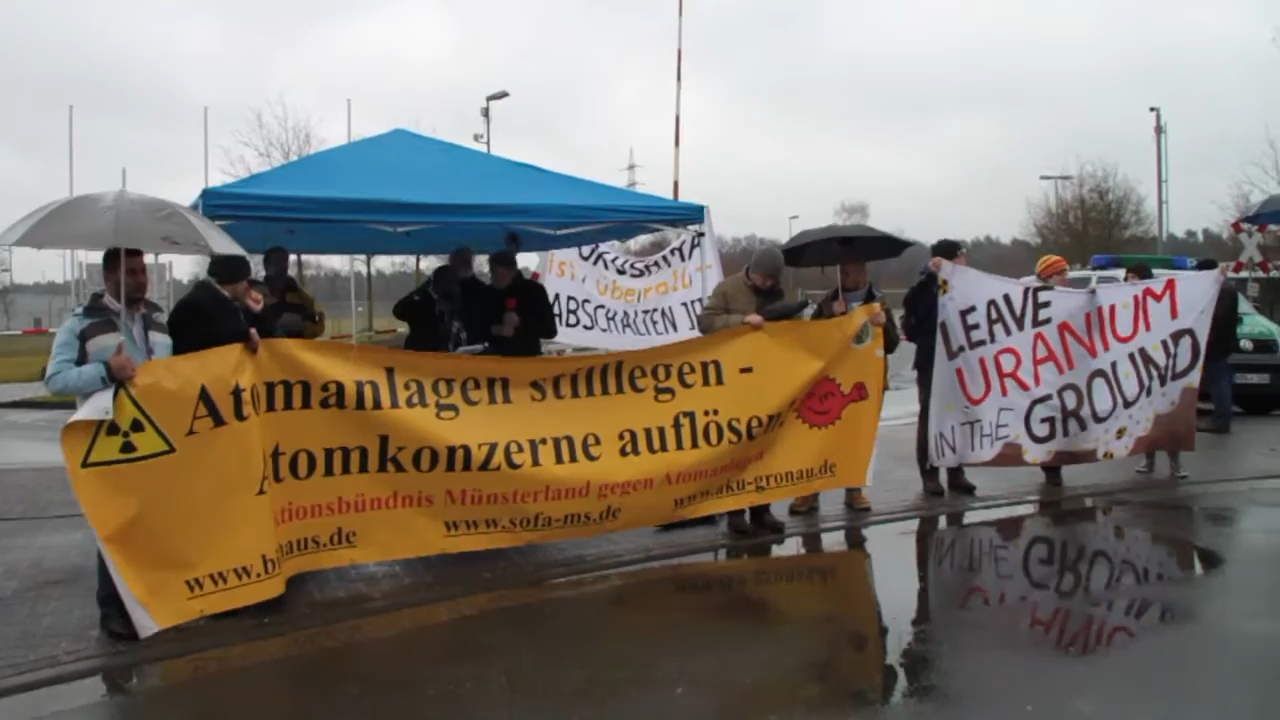 Atomanlagen stilllegen -
Atomkonzerne auflösen
Aktionsbündnis Münsterland gegen Atomanlagen
www.sofa-ms.de
www.aku-gronau.de
ist überall -
ABSCHALTEN
LEAVE
URANIUM
IN THE GROUND